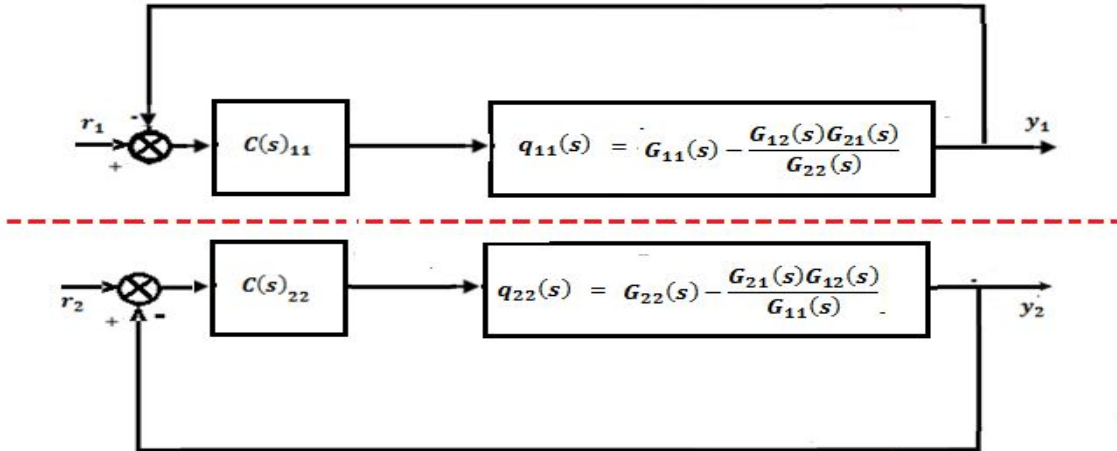 -
r₁
+
C(s)₁₁
q₁₁(s) = G₁₁(s) − G₁₂(s)G₂₁(s) / G₂₂(s)
y₁
r₂
+
-
C(s)₂₂
q₂₂(s) = G₂₂(s) − G₂₁(s)G₁₂(s) / G₁₁(s)
y₂